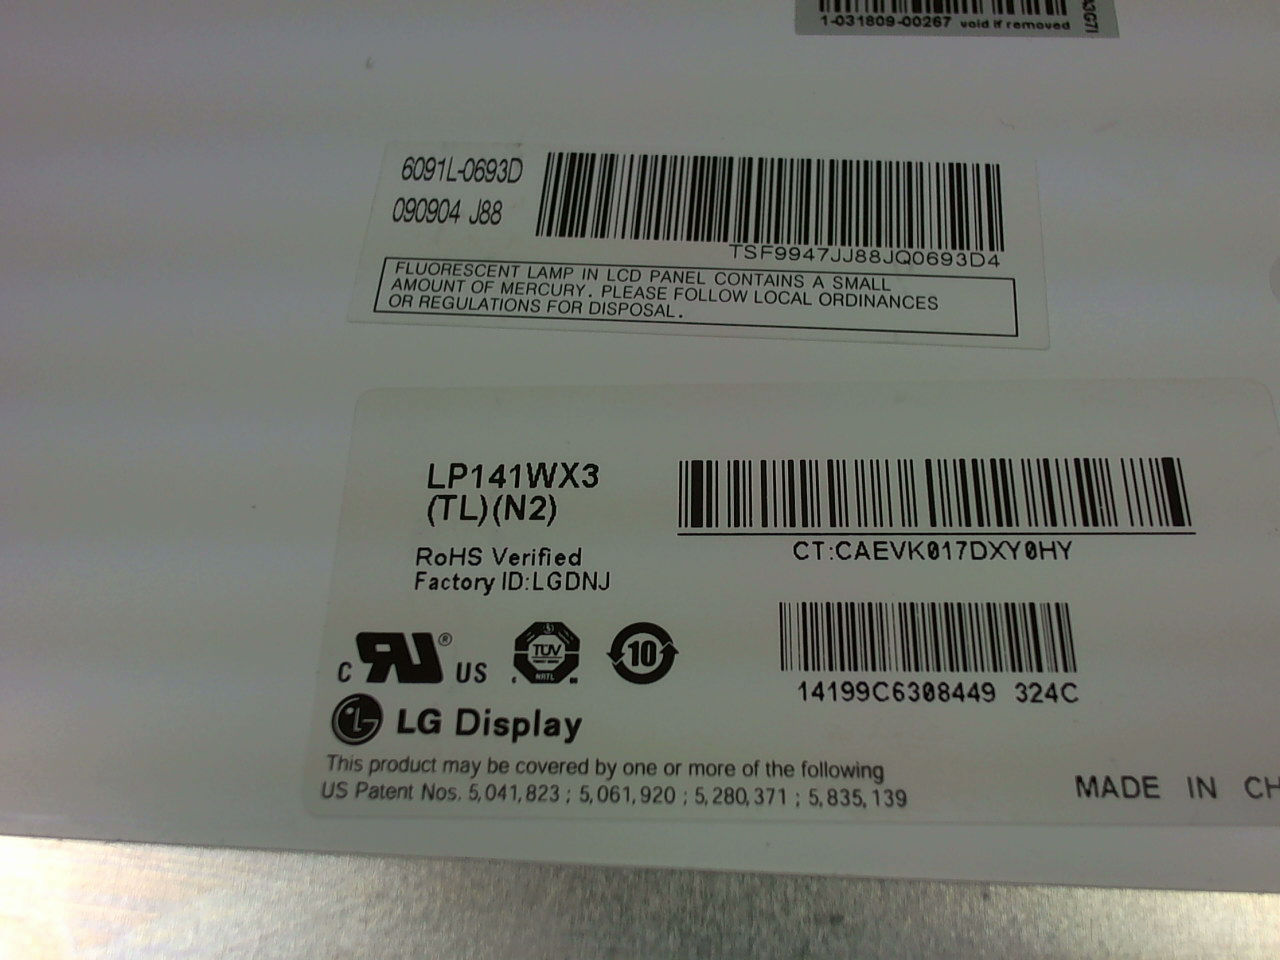 1-031809-00267 void if removed
6091L-0693D
090904 J88
TSF9947JJ88JQ0693D4
FLUORESCENT LAMP IN LCD PANEL CONTAINS A SMALL
AMOUNT OF MERCURY. PLEASE FOLLOW LOCAL ORDINANCES
OR REGULATIONS FOR DISPOSAL.
LP141WX3
(TL)(N2)
RoHS Verified
Factory ID:LGDNJ
CT:CAEVK017DXY0HY
14199C6308449 324C
C RU ® US
TÜV
NRTL
10
LG Display
This product may be covered by one or more of the following
US Patent Nos. 5,041,823 ; 5,061,920 ; 5,280,371 ; 5,835,139
MADE IN CH